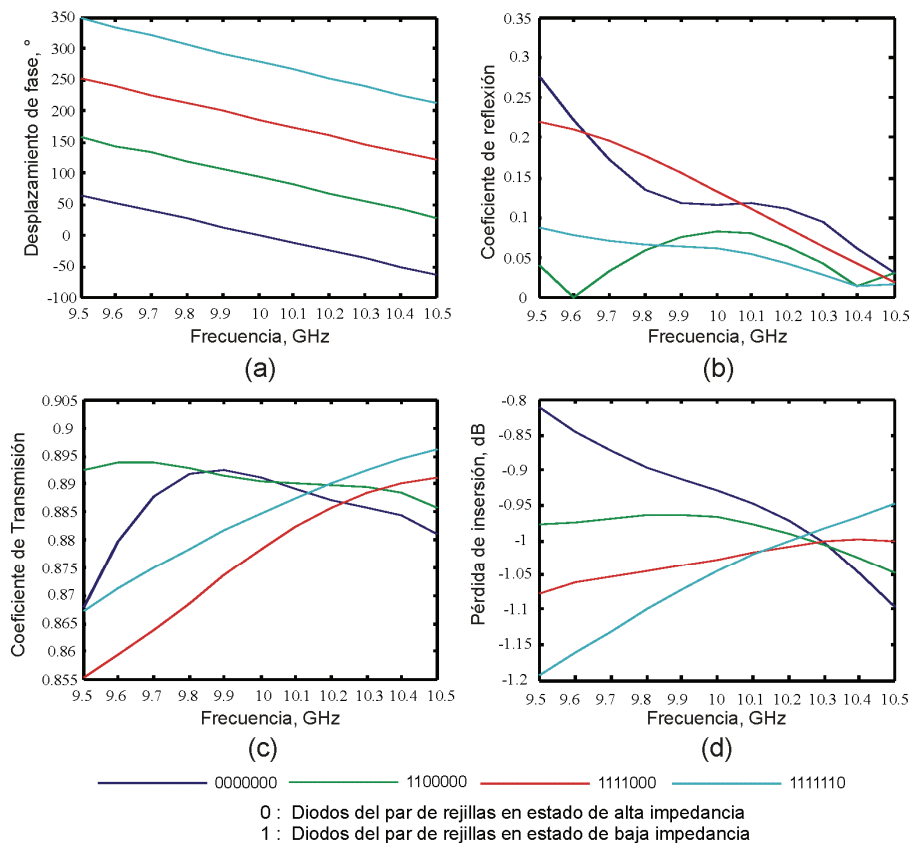 350
300
250
200
150
100
50
0
-50
-100
Desplazamiento de fase, °
9.5 9.6 9.7 9.8 9.9 10 10.1 10.2 10.3 10.4 10.5
Frecuencia, GHz
(a)
0.35
0.3
0.25
0.2
0.15
0.1
0.05
0
Coeficiente de reflexión
9.5 9.6 9.7 9.8 9.9 10 10.1 10.2 10.3 10.4 10.5
Frecuencia, GHz
(b)
0.905
0.9
0.895
0.89
0.885
0.88
0.875
0.87
0.865
0.86
0.855
Coeficiente de Transmisión
9.5 9.6 9.7 9.8 9.9 10 10.1 10.2 10.3 10.4 10.5
Frecuencia, GHz
(c)
-0.8
-0.85
-0.9
-0.95
-1
-1.05
-1.1
-1.15
-1.2
Pérdida de insersión, dB
9.5 9.6 9.7 9.8 9.9 10 10.1 10.2 10.3 10.4 10.5
Frecuencia, GHz
(d)
0000000 1100000 1111000 1111110
0 : Diodos del par de rejillas en estado de alta impedancia
1 : Diodos del par de rejillas en estado de baja impedancia